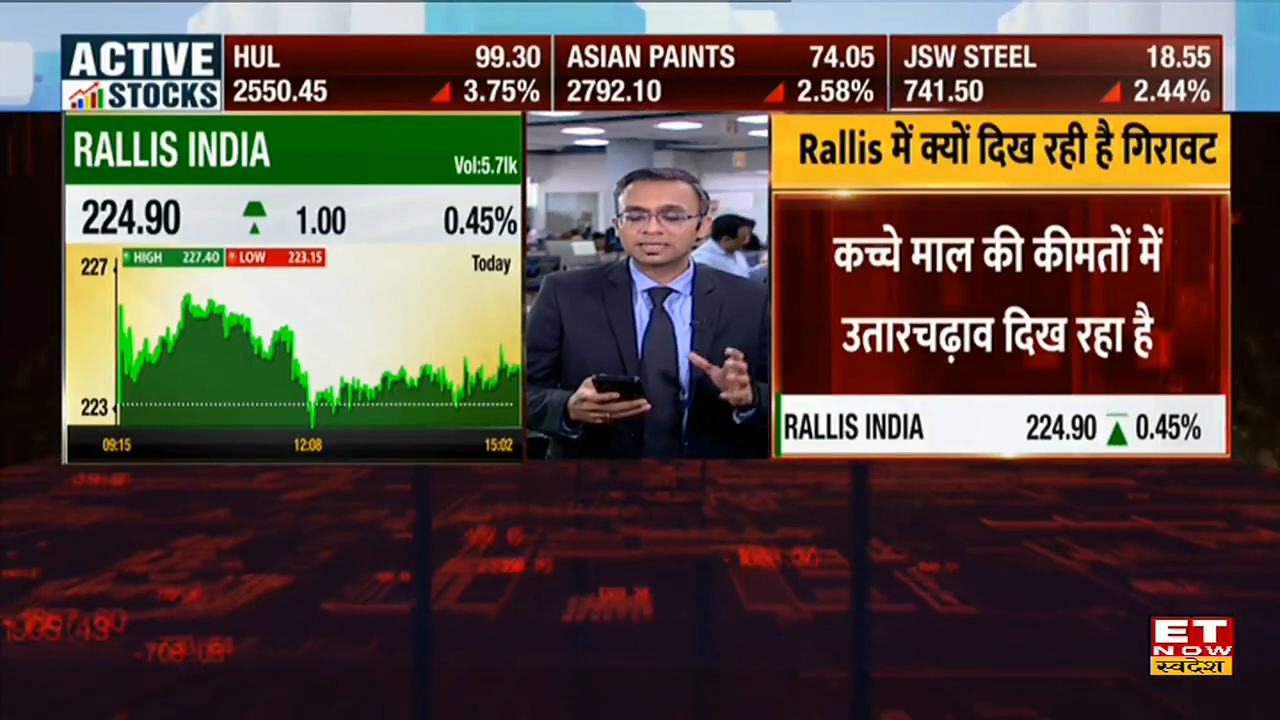 ACTIVE
STOCKS
HUL 99.30
2550.45 3.75%
ASIAN PAINTS 74.05
2792.10 2.58%
JSW STEEL 18.55
741.50 2.44%
RALLIS INDIA
Vol:5.7lk
224.90 1.00 0.45%
HIGH 227.40 LOW 223.15
Today
227
223
09:15 12:08 15:02
Rallis में क्यों दिख रही है गिरावट
कच्चे माल की कीमतों में
उतारचढ़ाव दिख रहा है
RALLIS INDIA 224.90 0.45%
ET
NOW
स्वदेश